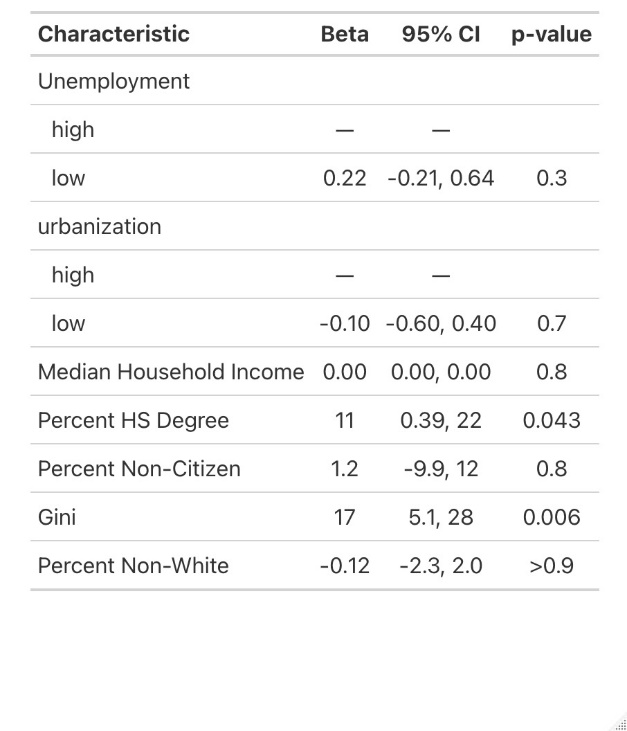 Characteristic Beta 95% CI p-value
Unemployment
high — —
low 0.22 -0.21, 0.64 0.3
urbanization
high — —
low -0.10 -0.60, 0.40 0.7
Median Household Income 0.00 0.00, 0.00 0.8
Percent HS Degree 11 0.39, 22 0.043
Percent Non-Citizen 1.2 -9.9, 12 0.8
Gini 17 5.1, 28 0.006
Percent Non-White -0.12 -2.3, 2.0 >0.9